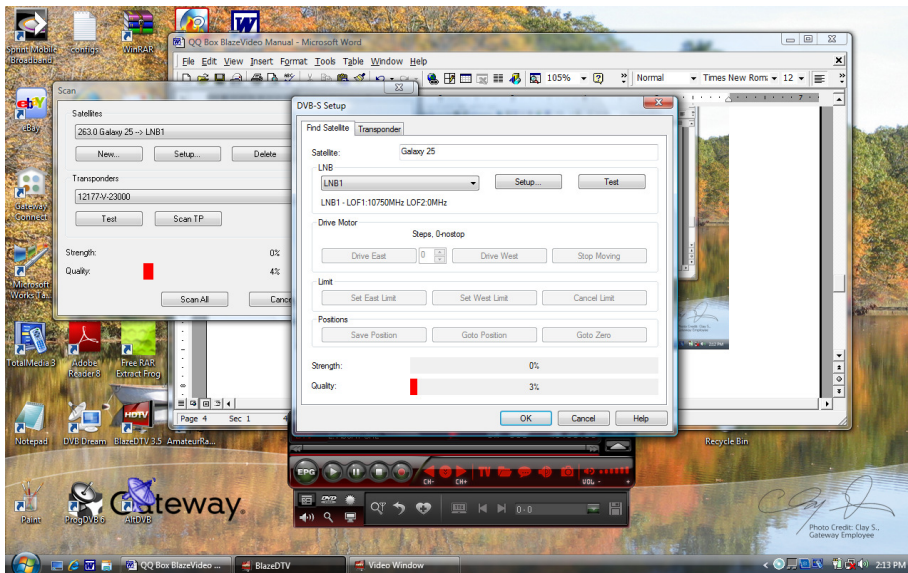 Sprint Mobile Broadband
configs
WinRAR
eBay
Gateway Connect
Microsoft Works Ta...
TotalMedia 3
Adobe Reader 8
Free RAR Extract Frog
Notepad
DVB Dream
BlazeDTV 3.5
AmateurRa...
Paint
ProgDVB 6
AltDVB
Recycle Bin
QQ Box BlazeVideo Manual - Microsoft Word
File Edit View Insert Format Tools Table Window Help
105% Normal Times New Rom 12
Page 4 Sec 1
Scan
Satellites
263.0 Galaxy 25 --> LNB1
New... Setup... Delete
Transponders
12177-V-23000
Test Scan TP
Strength: 0%
Quality: 4%
Scan All Cance
DVB-S Setup
Find Satellite Transponder
Satellite: Galaxy 25
LNB
LNB1 Setup... Test
LNB1 - LOF1:10750MHz LOF2:0MHz
Drive Motor
Steps, 0-nostop
Drive East 0 Drive West Stop Moving
Limit
Set East Limit Set West Limit Cancel Limit
Positions
Save Position Goto Position Goto Zero
Strength: 0%
Quality: 3%
OK Cancel Help
EPG CH- CH+ TV VOL - +
DVD 0-0
Gateway.
Photo Credit: Clay S.,
Gateway Employee
QQ Box BlazeVideo ... BlazeDTV Video Window 2:13 PM